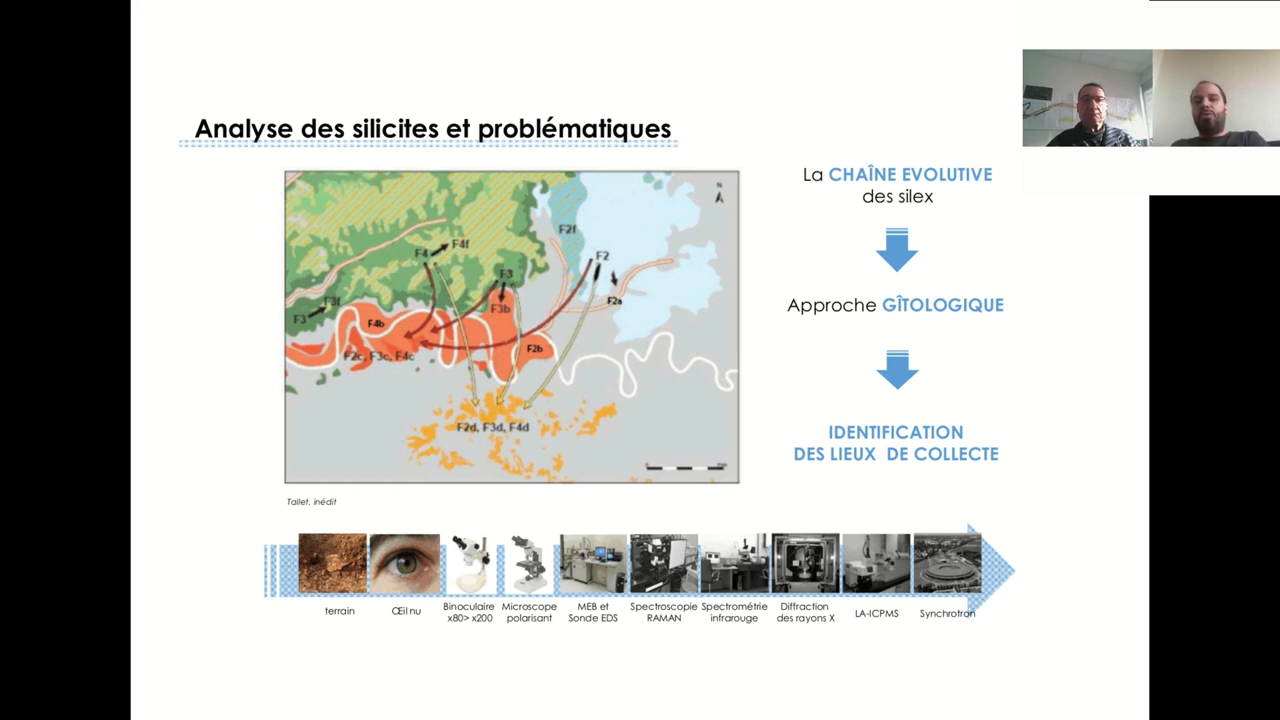 Analyse des silicites et problématiques
N
F2f
F4
F4f
F2
F3
F2a
F3f
F3
F3b
F4b
F2b
F2c, F3c, F4c
F2d, F3d, F4d
Tallet, inédit
La CHAÎNE EVOLUTIVE
des silex
Approche GÎTOLOGIQUE
IDENTIFICATION
DES LIEUX DE COLLECTE
terrain
Œil nu
Binoculaire
x80> x200
Microscope
polarisant
MEB et
Sonde EDS
Spectroscopie
RAMAN
Spectrométrie
infrarouge
Diffraction
des rayons X
LA-ICPMS
Synchrotron